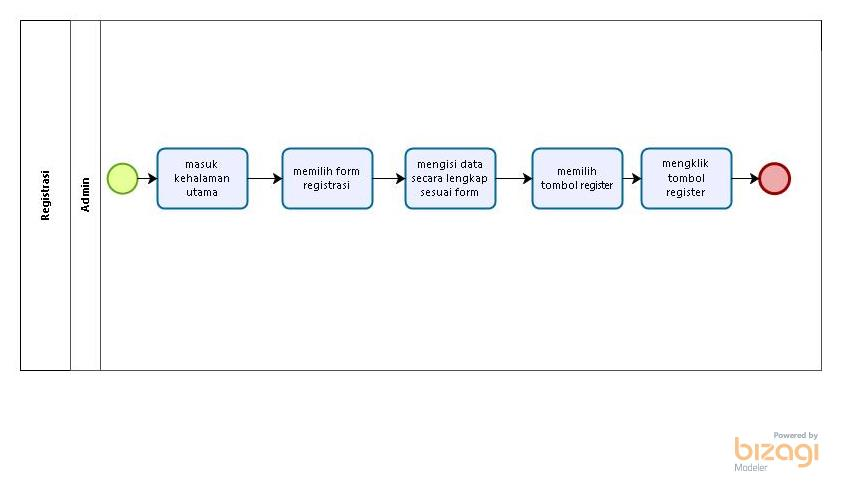 Registrasi
Admin
masuk
kehalaman
utama
memilih form
registrasi
mengisi data
secara lengkap
sesuai form
memilih
tombol register
mengklik
tombol
register
Powered by
bizagi
Modeler